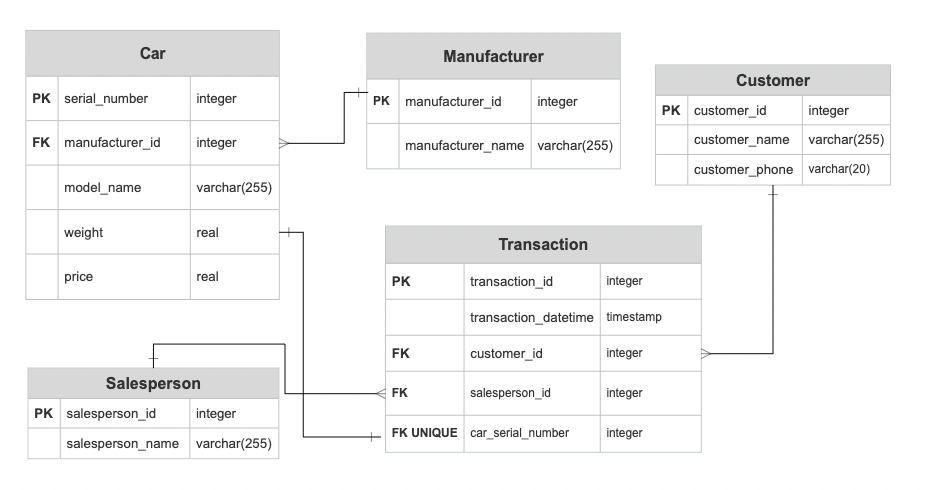 Car
PK serial_number integer
FK manufacturer_id integer
model_name varchar(255)
weight real
price real
Manufacturer
PK manufacturer_id integer
manufacturer_name varchar(255)
Customer
PK customer_id integer
customer_name varchar(255)
customer_phone varchar(20)
Transaction
PK transaction_id integer
transaction_datetime timestamp
FK customer_id integer
FK salesperson_id integer
FK UNIQUE car_serial_number integer
Salesperson
PK salesperson_id integer
salesperson_name varchar(255)